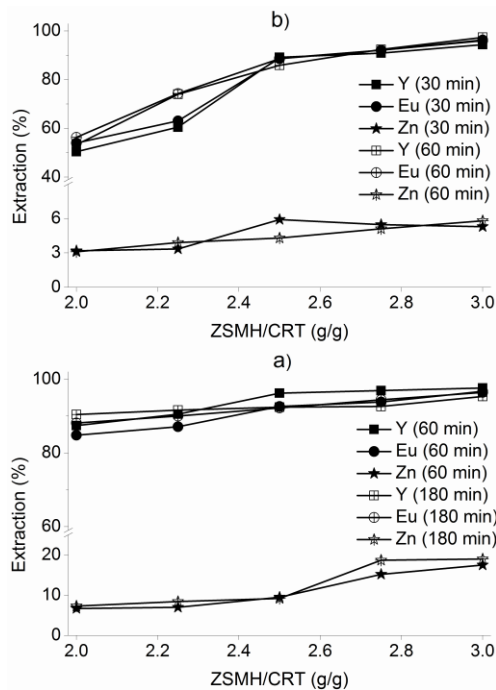 b)
100
80
60
40
6
3
0
Extraction (%)
Y (30 min)
Eu (30 min)
Zn (30 min)
Y (60 min)
Eu (60 min)
Zn (60 min)
2.0 2.2 2.4 2.6 2.8 3.0
ZSMH/CRT (g/g)
a)
100
80
60
20
10
0
Extraction (%)
Y (60 min)
Eu (60 min)
Zn (60 min)
Y (180 min)
Eu (180 min)
Zn (180 min)
2.0 2.2 2.4 2.6 2.8 3.0
ZSMH/CRT (g/g)